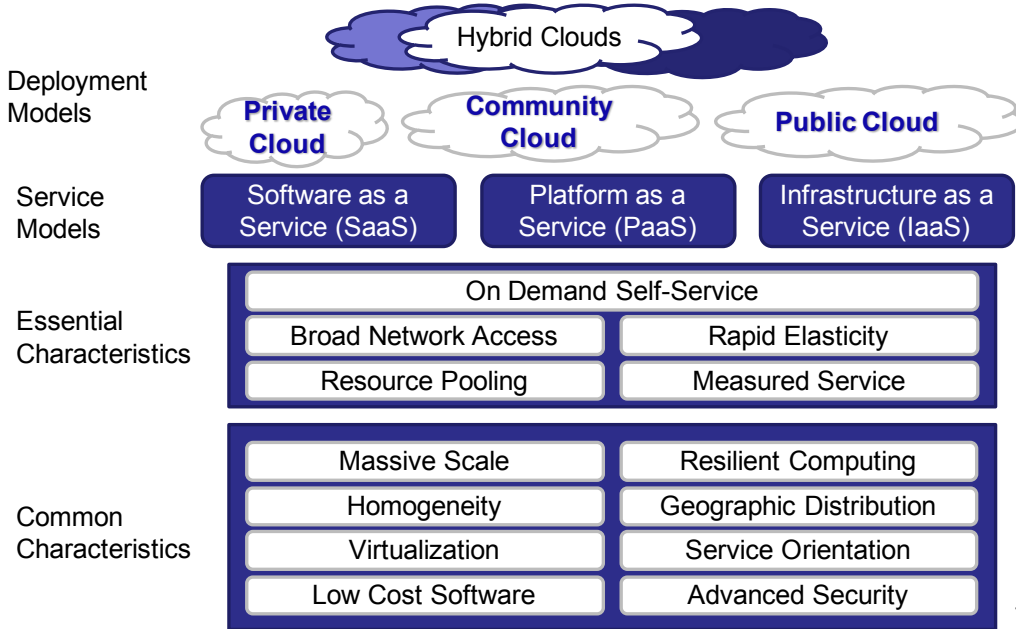 Hybrid Clouds
Deployment
Models
Private
Cloud
Community
Cloud
Public Cloud
Service
Models
Software as a
Service (SaaS)
Platform as a
Service (PaaS)
Infrastructure as a
Service (IaaS)
Essential
Characteristics
On Demand Self-Service
Broad Network Access
Rapid Elasticity
Resource Pooling
Measured Service
Common
Characteristics
Massive Scale
Resilient Computing
Homogeneity
Geographic Distribution
Virtualization
Service Orientation
Low Cost Software
Advanced Security